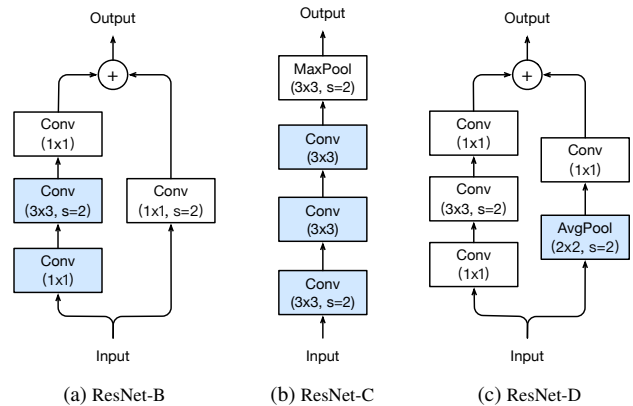 Output
+
Conv
(1x1)
Conv
(3x3, s=2)
Conv
(1x1)
Conv
(1x1, s=2)
Input
(a) ResNet-B
Output
MaxPool
(3x3, s=2)
Conv
(3x3)
Conv
(3x3)
Conv
(3x3, s=2)
Input
(b) ResNet-C
Output
+
Conv
(1x1)
Conv
(3x3, s=2)
Conv
(1x1)
Conv
(1x1)
AvgPool
(2x2, s=2)
Input
(c) ResNet-D